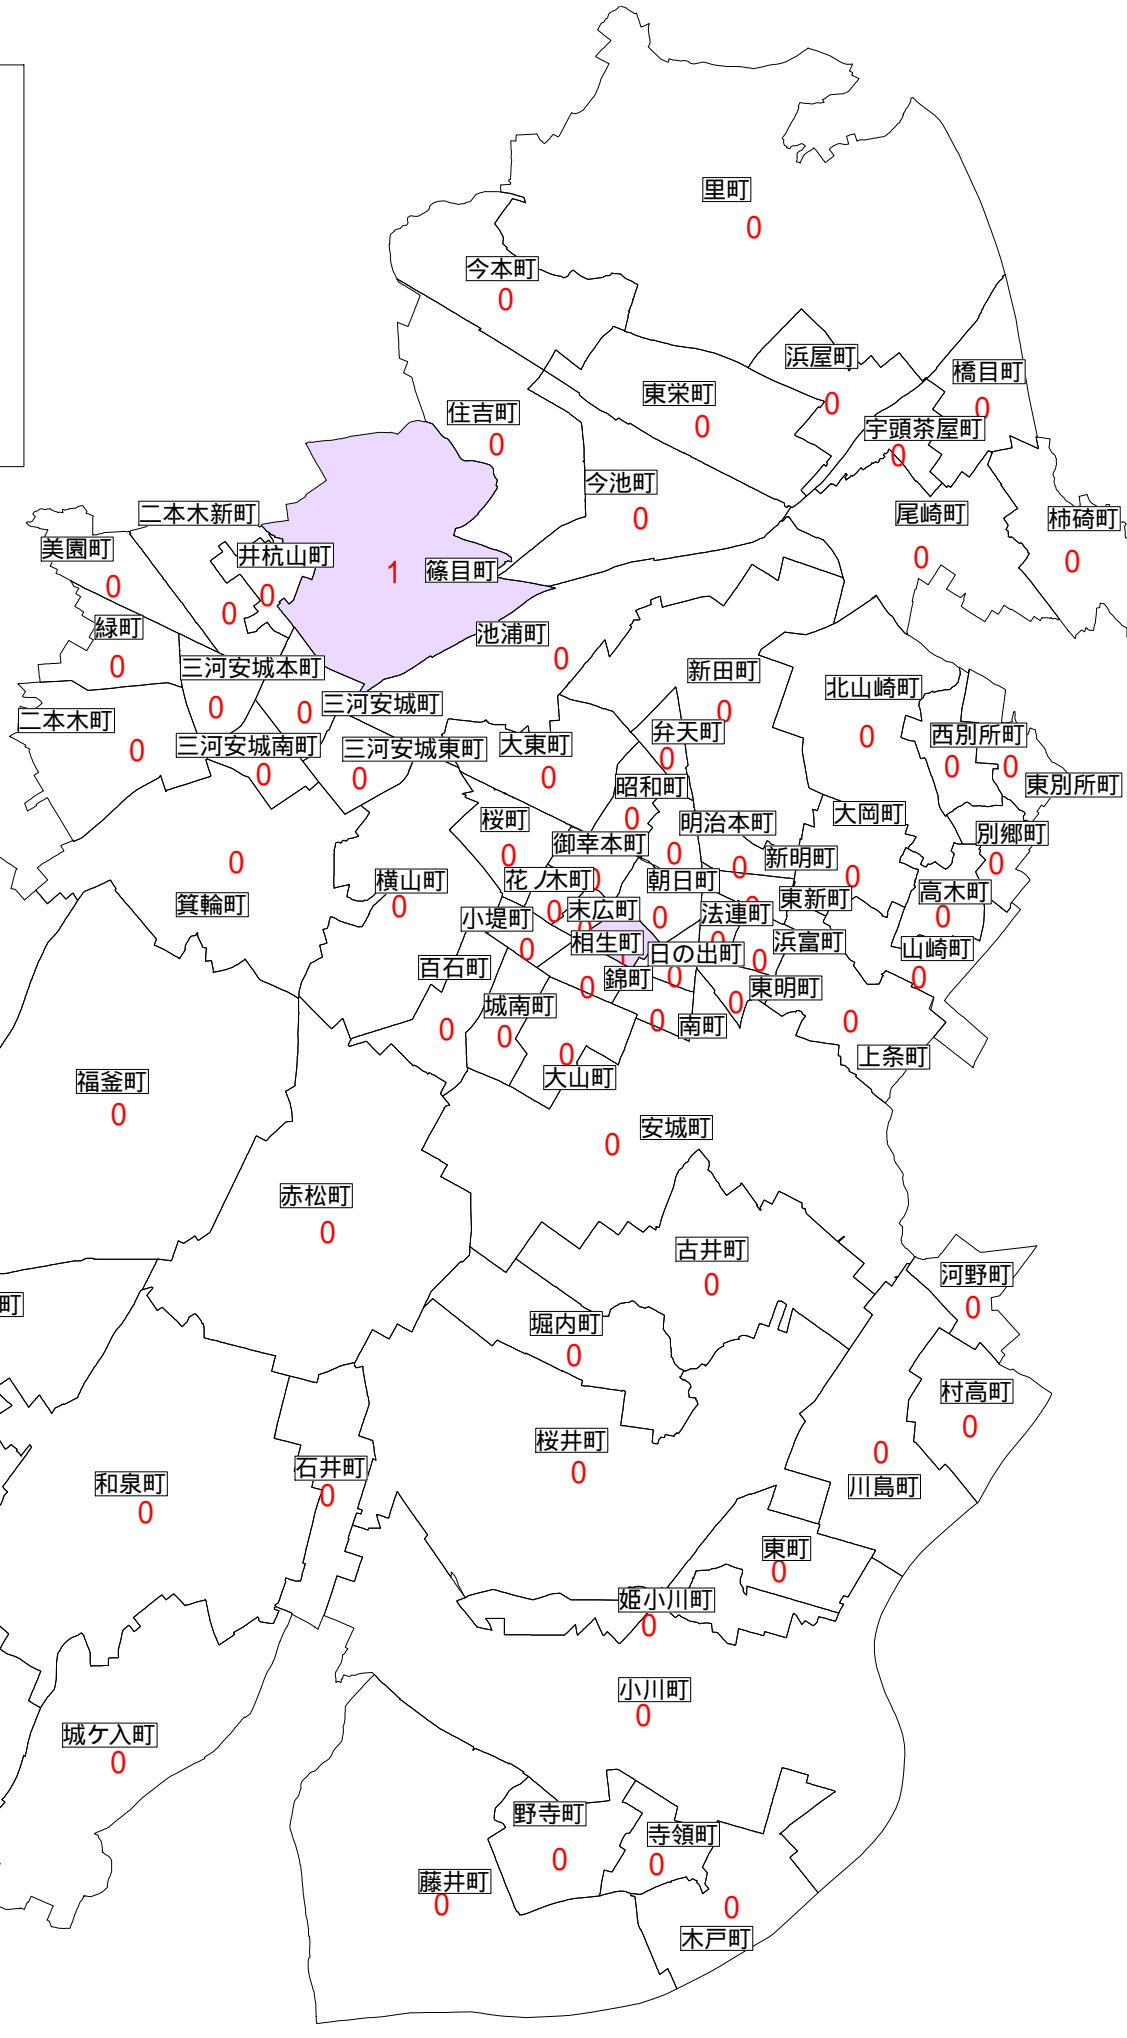 里町
0
今本町
0
浜屋町
0
橋目町
0
東栄町
0
住吉町
0
宇頭茶屋町
0
今池町
0
二本木新町
0
尾崎町
0
柿碕町
0
美園町
0
井杭山町
0
篠目町
1
緑町
0
池浦町
0
三河安城本町
0
新田町
0
北山崎町
0
三河安城町
0
二本木町
0
弁天町
0
西別所町
0
三河安城南町
0
三河安城東町
0
大東町
0
東別所町
0
昭和町
0
大岡町
0
桜町
0
明治本町
0
別郷町
0
御幸本町
0
新明町
0
箕輪町
0
横山町
0
花ノ木町
0
朝日町
0
東新町
高木町
0
小堤町
0
末広町
法連町
0
相生町
1
浜富町
0
山崎町
0
百石町
0
日の出町
0
錦町
0
東明町
0
城南町
0
南町
0
上条町
0
大山町
0
福釜町
0
安城町
0
赤松町
0
古井町
0
河野町
0
町
堀内町
0
村高町
0
桜井町
0
川島町
0
石井町
0
和泉町
0
東町
0
姫小川町
0
小川町
0
城ケ入町
0
野寺町
0
寺領町
0
藤井町
0
木戸町
0